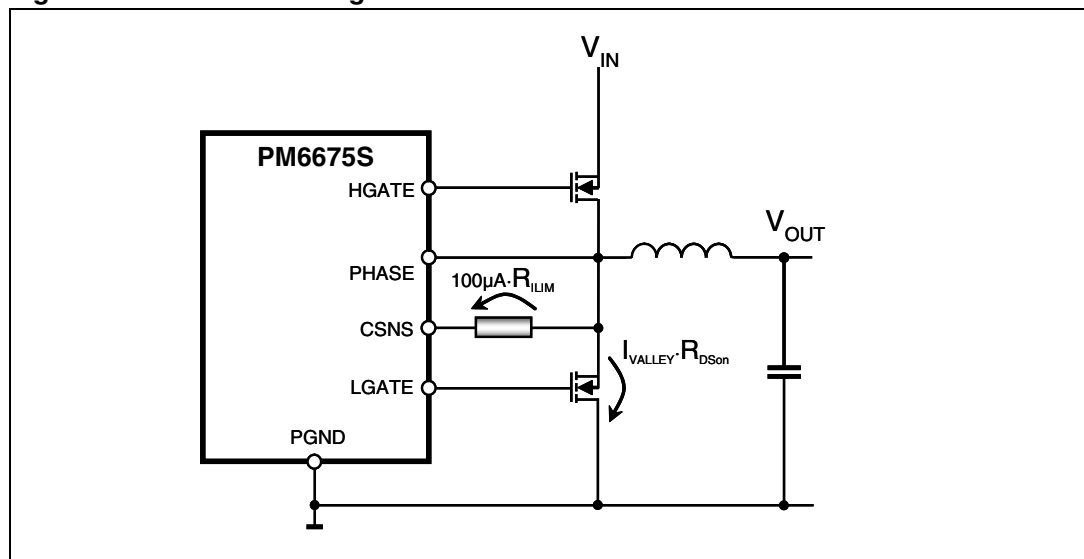 V_IN
PM6675S
HGATE
V_OUT
PHASE
100µA·R_ILIM
CSNS
I_VALLEY·R_DSon
LGATE
PGND